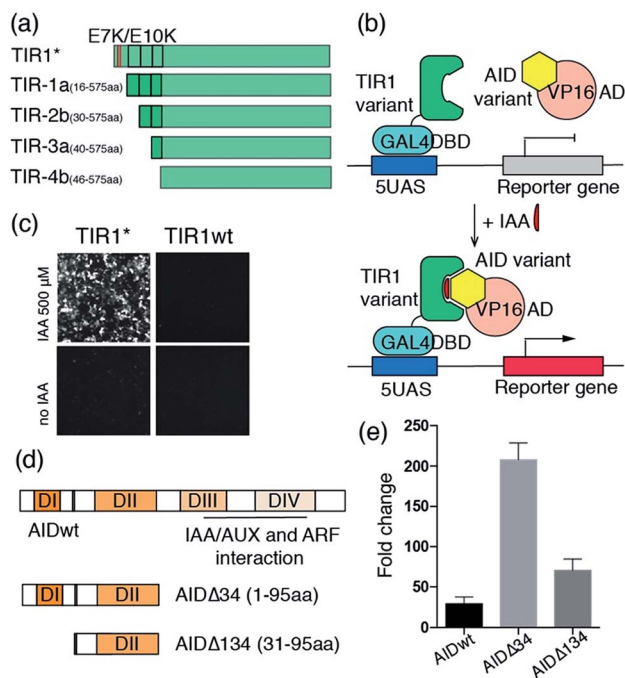 (a)
E7K/E10K
TIR1*
TIR-1a(16-575aa)
TIR-2b(30-575aa)
TIR-3a(40-575aa)
TIR-4b(46-575aa)
(b)
TIR1
variant
AID
variant
VP16 AD
GAL4DBD
5UAS
Reporter gene
+ IAA
AID variant
TIR1
variant
VP16 AD
GAL4DBD
5UAS
Reporter gene
(c)
TIR1*
TIR1wt
IAA 500 µM
no IAA
(d)
DI
DII
DIII
DIV
AIDwt
IAA/AUX and ARF
interaction
DI
DII
AIDΔ34 (1-95aa)
DII
AIDΔ134 (31-95aa)
(e)
Fold change
250
200
150
100
50
0
AIDwt
AIDΔ34
AIDΔ134